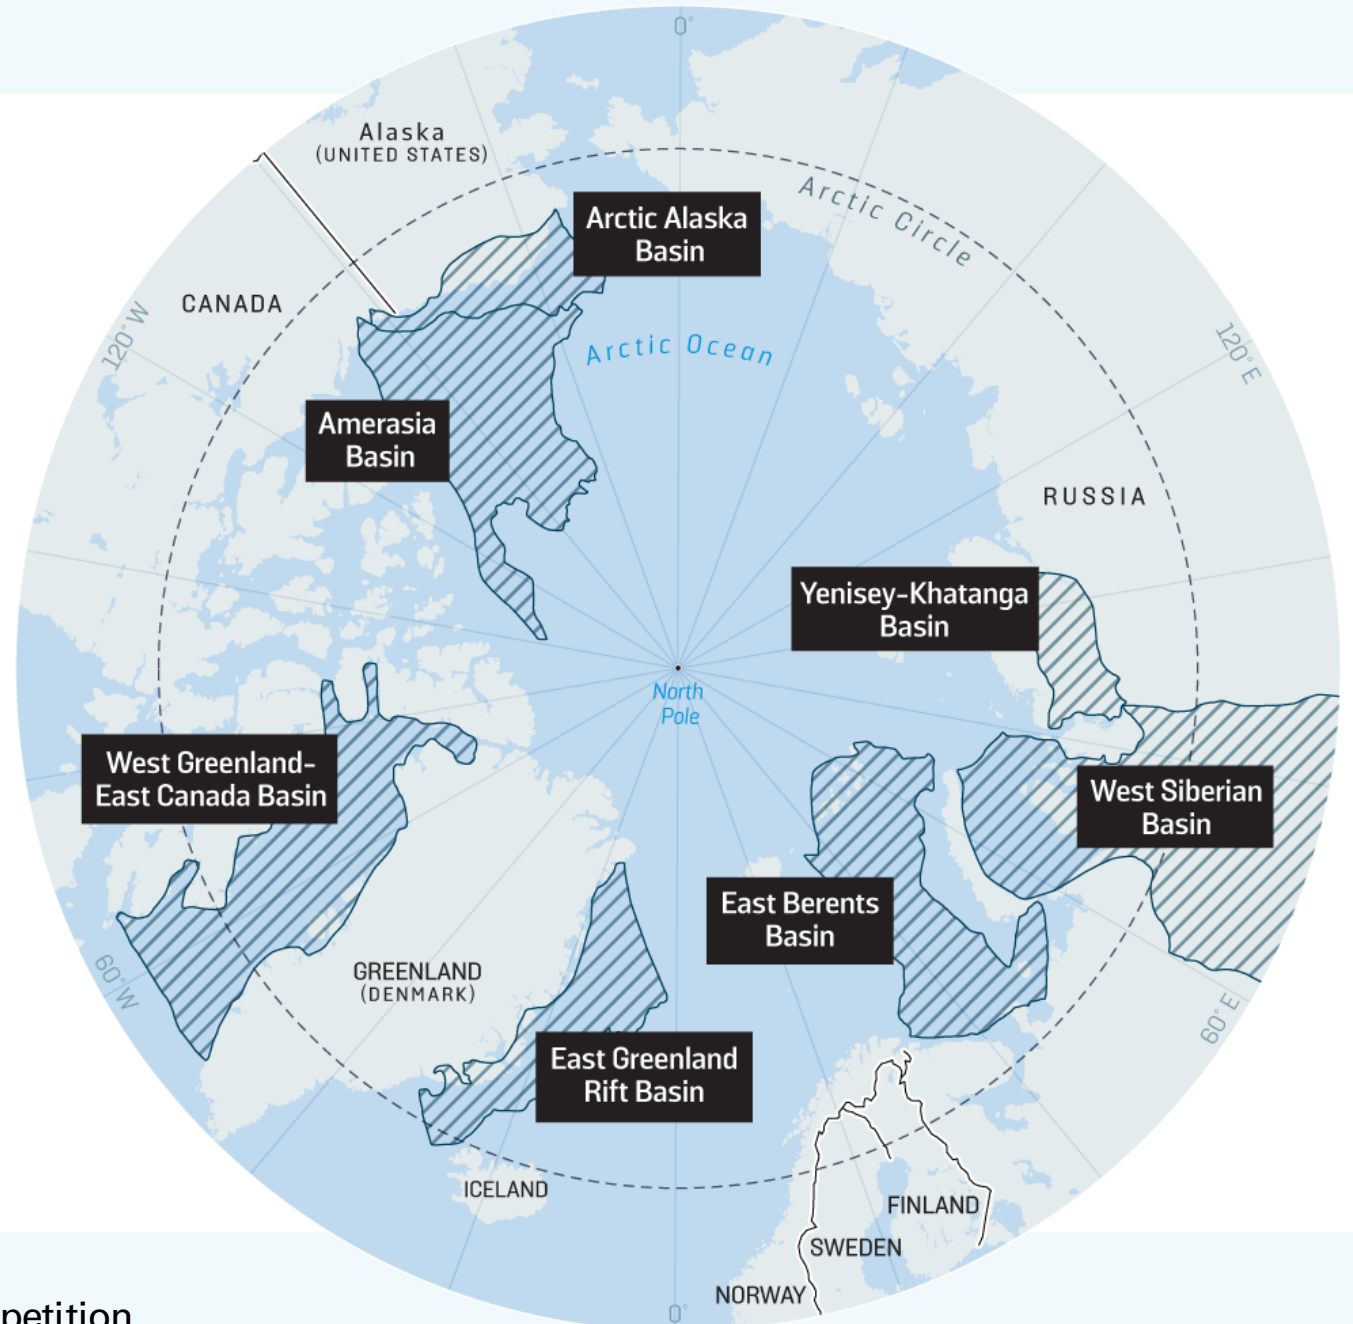 0°
Alaska
(UNITED STATES)
Arctic Circle
Arctic Alaska
Basin
CANADA
120°W
Arctic Ocean
120°E
Amerasia
Basin
RUSSIA
Yenisey-Khatanga
Basin
North
Pole
West Greenland-
East Canada Basin
West Siberian
Basin
East Berents
Basin
60°W
GREENLAND
(DENMARK)
60°E
East Greenland
Rift Basin
ICELAND
FINLAND
SWEDEN
NORWAY
0°
petition